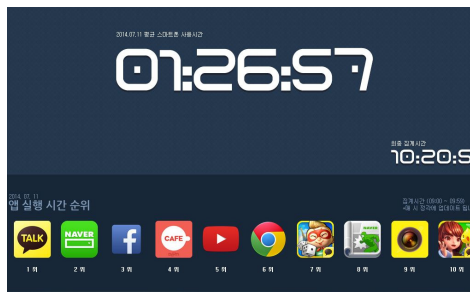 2014.07.11 평균 스마트폰 사용시간
01:26:57
최종 집계시간
10:20:5
2014. 07. 11
앱 실행 시간 순위
집계시간 (09:00 ~ 09:59)
TALK
NAVER
CAFE
1 위
2 위
3 위
4 위
5 위
6 위
7 위
8 위
9 위
10 위